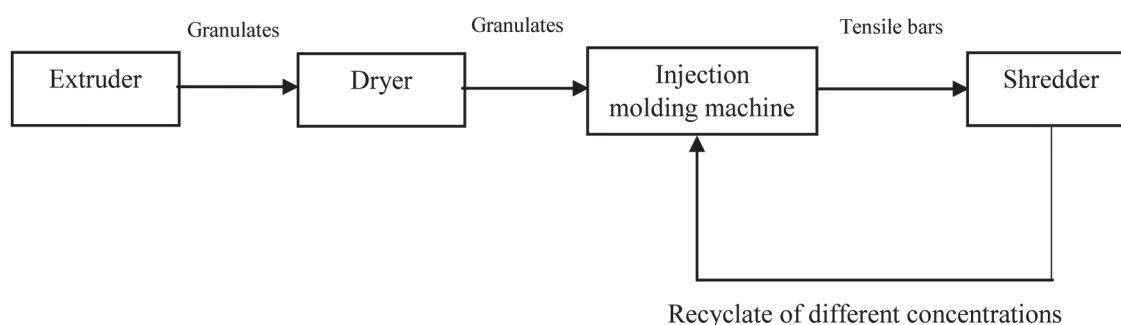 Granulates
Granulates
Tensile bars
Extruder
Dryer
Injection
molding machine
Shredder
Recyclate of different concentrations